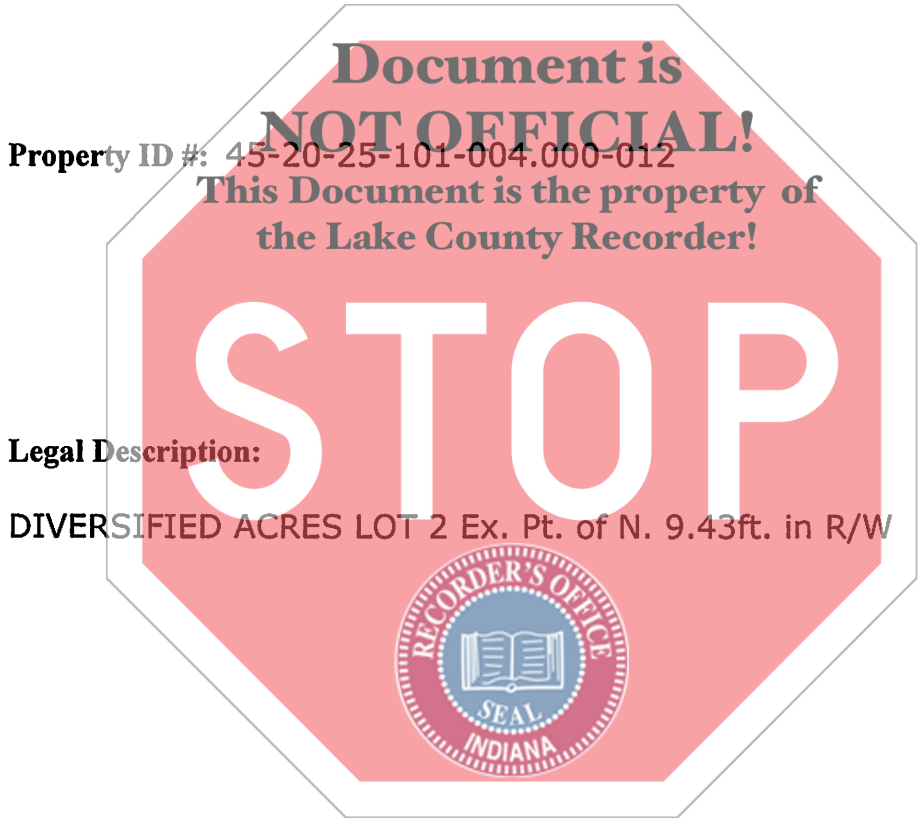 Document is
NOT OFFICIAL!
Property ID #: 45-20-25-101-004.000-012
This Document is the property of
the Lake County Recorder!
STOP
Legal Description:
DIVERSIFIED ACRES LOT 2 Ex. Pt. of N. 9.43ft. in R/W
RECORDER'S OFFICE
SEAL
INDIANA